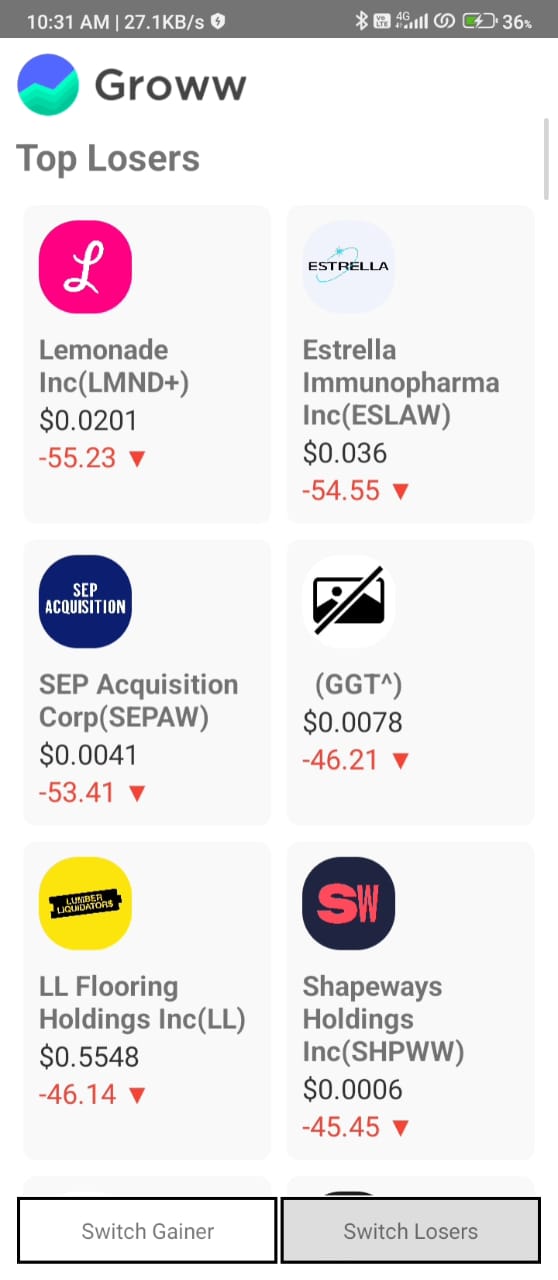 10:31 AM | 27.1KB/s
VoLTE 4G 36%
Groww
Top Losers
L
Lemonade
Inc(LMND+)
$0.0201
-55.23 ▼
ESTRELLA
Estrella
Immunopharma
Inc(ESLAW)
$0.036
-54.55 ▼
SEP
ACQUISITION
SEP Acquisition
Corp(SEPAW)
$0.0041
-53.41 ▼
(GGT^)
$0.0078
-46.21 ▼
LUMBER
LIQUIDATORS
LL Flooring
Holdings Inc(LL)
$0.5548
-46.14 ▼
SW
Shapeways
Holdings
Inc(SHPWW)
$0.0006
-45.45 ▼
Switch Gainer
Switch Losers